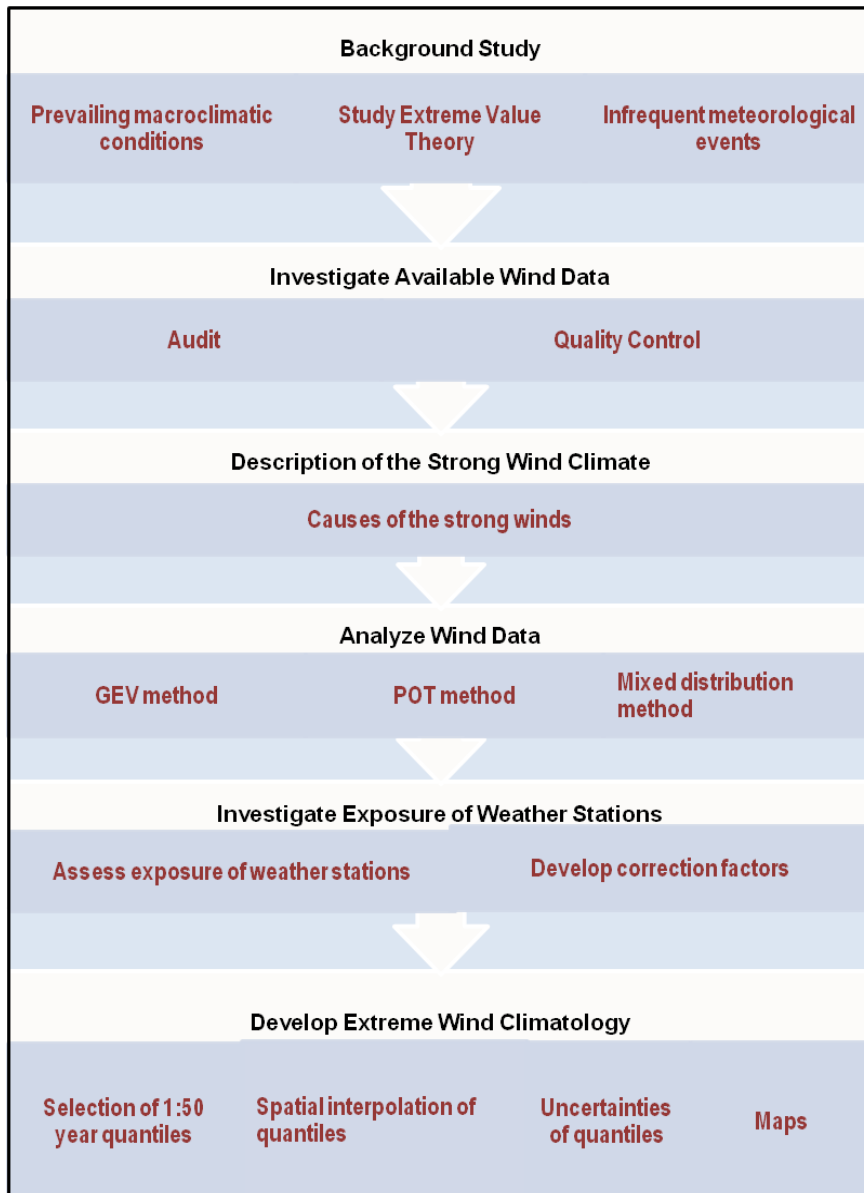 Background Study
Prevailing macroclimatic
conditions
Study Extreme Value
Theory
Infrequent meteorological
events
Investigate Available Wind Data
Audit
Quality Control
Description of the Strong Wind Climate
Causes of the strong winds
Analyze Wind Data
GEV method
POT method
Mixed distribution
method
Investigate Exposure of Weather Stations
Assess exposure of weather stations
Develop correction factors
Develop Extreme Wind Climatology
Selection of 1:50
year quantiles
Spatial interpolation of
quantiles
Uncertainties
of quantiles
Maps